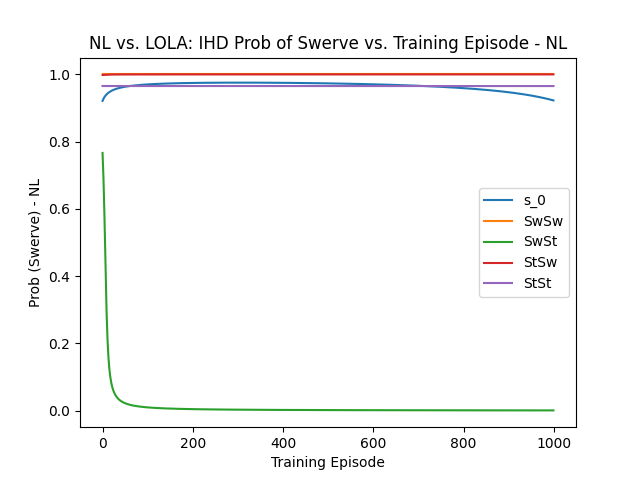 NL vs. LOLA: IHD Prob of Swerve vs. Training Episode - NL
1.0
0.8
0.6
0.4
0.2
0.0
Prob (Swerve) - NL
s_0
SwSw
SwSt
StSw
StSt
0 200 400 600 800 1000
Training Episode